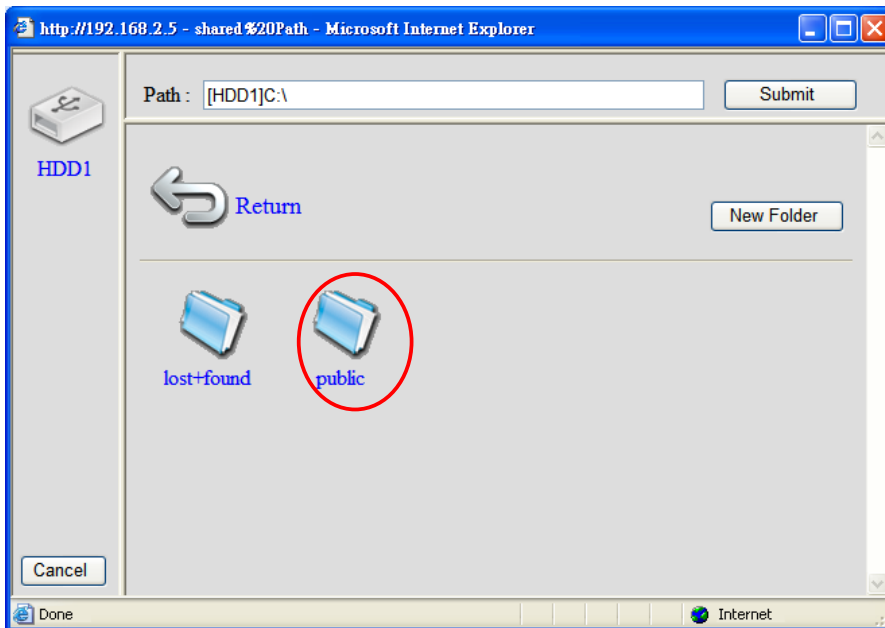 http://192.168.2.5 - shared%20Path - Microsoft Internet Explorer
Path : [HDD1]C:\ Submit
HDD1
Return
New Folder
lost+found public
Cancel
Done Internet